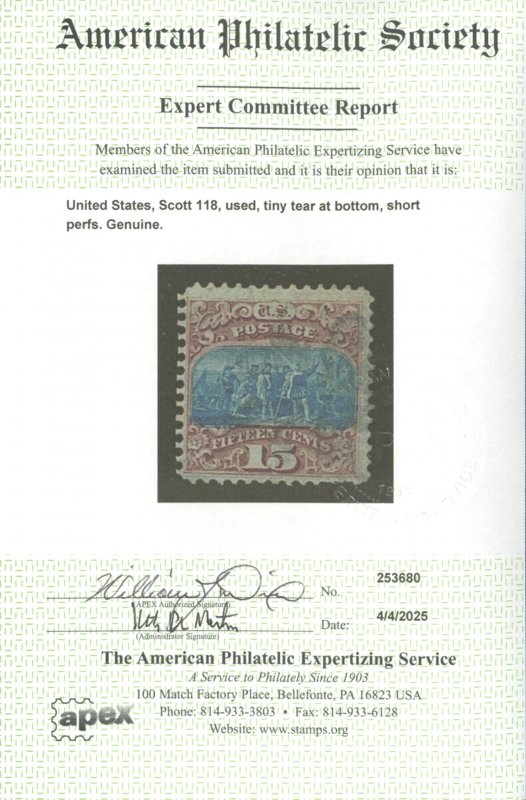 American Philatelic Society
Expert Committee Report
Members of the American Philatelic Expertizing Service have
examined the item submitted and it is their opinion that it is:
United States, Scott 118, used, tiny tear at bottom, short
perfs. Genuine.
U.S.
POSTAGE
FIFTEEN CENTS
15
No. 253680
(APEX Authorized Signature)
Date: 4/4/2025
(Administrator Signature)
The American Philatelic Expertizing Service
A Service to Philately Since 1903
100 Match Factory Place, Bellefonte, PA 16823 USA
Phone: 814-933-3803 • Fax: 814-933-6128
Website: www.stamps.org
apex